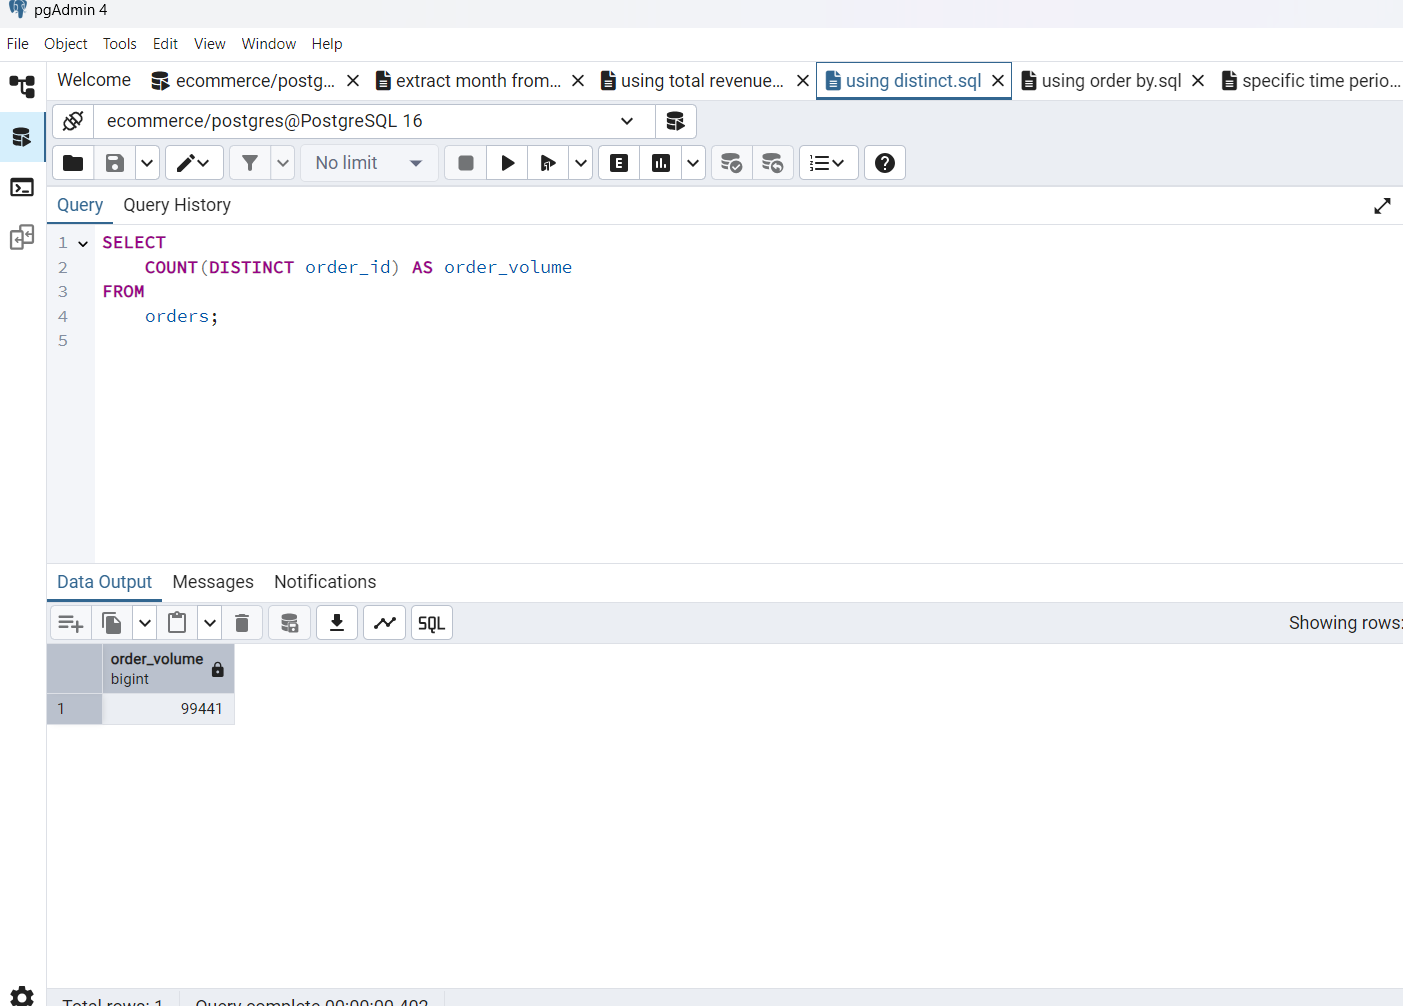 pgAdmin 4
File Object Tools Edit View Window Help
Welcome ecommerce/postg... extract month from... using total revenue... using distinct.sql using order by.sql specific time perio...
ecommerce/postgres@PostgreSQL 16
No limit E
Query Query History
1 SELECT
2 COUNT(DISTINCT order_id) AS order_volume
3 FROM
4 orders;
5
Data Output Messages Notifications
SQL Showing rows:
order_volume
bigint
1 99441
Total rows: 1 Query complete 00:00:00.402